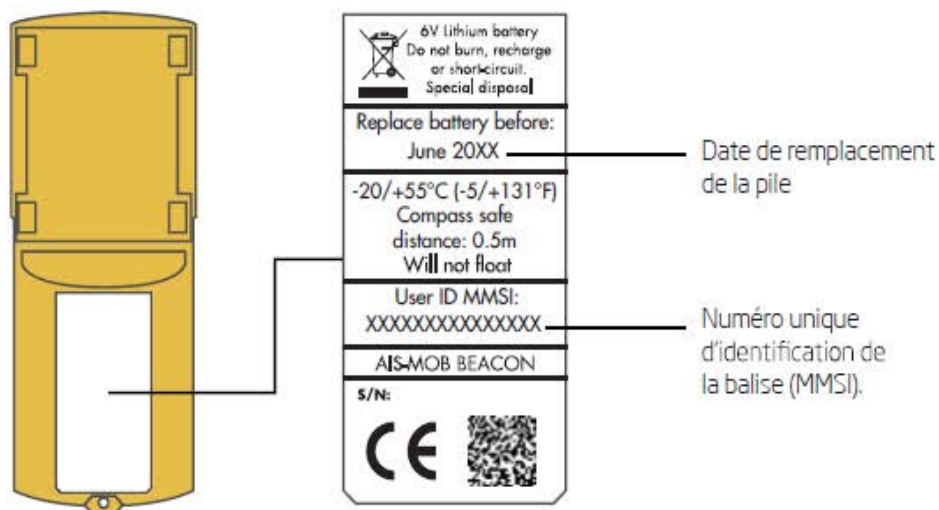 6V Lithium battery
Do not burn, recharge
or short-circuit.
Special disposal
Replace battery before:
June 20XX
Date de remplacement
de la pile
-20/+55°C (-5/+131°F)
Compass safe
distance: 0.5m
Will not float
User ID MMSI:
XXXXXXXXXXXXXXX
Numéro unique
d'identification de
la balise (MMSI).
AIS-MOB BEACON
S/N:
CE